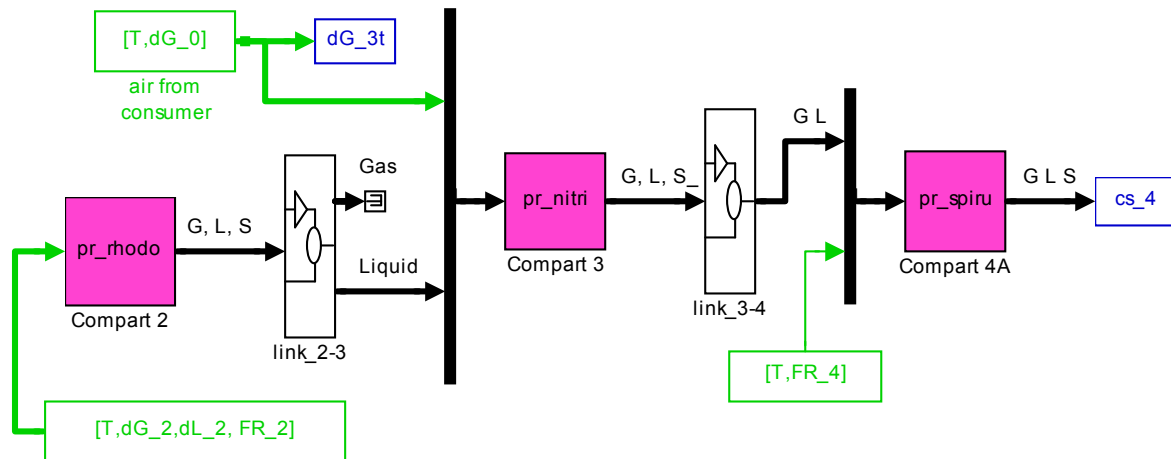 [T,dG_0]
dG_3t
air from
consumer
G L
Gas
G, L, S_
G L S
pr_nitri
pr_spiru
cs_4
pr_rhodo
G, L, S
Compart 3
Compart 4A
Liquid
link_3-4
Compart 2
link_2-3
[T,FR_4]
[T,dG_2,dL_2, FR_2]